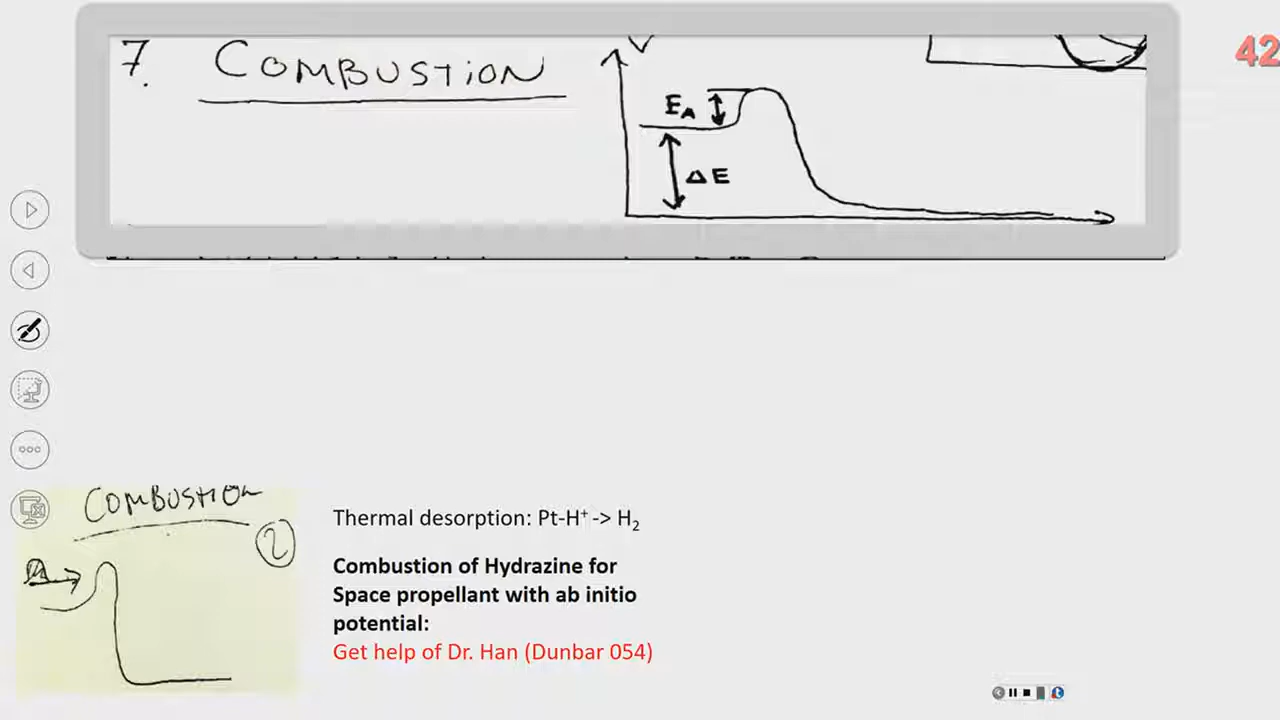 7. COMBUSTION
V
42
E_A
ΔE
COMBUSTION
2
Thermal desorption: Pt-H⁺ -> H₂
Combustion of Hydrazine for
Space propellant with ab initio
potential:
Get help of Dr. Han (Dunbar 054)